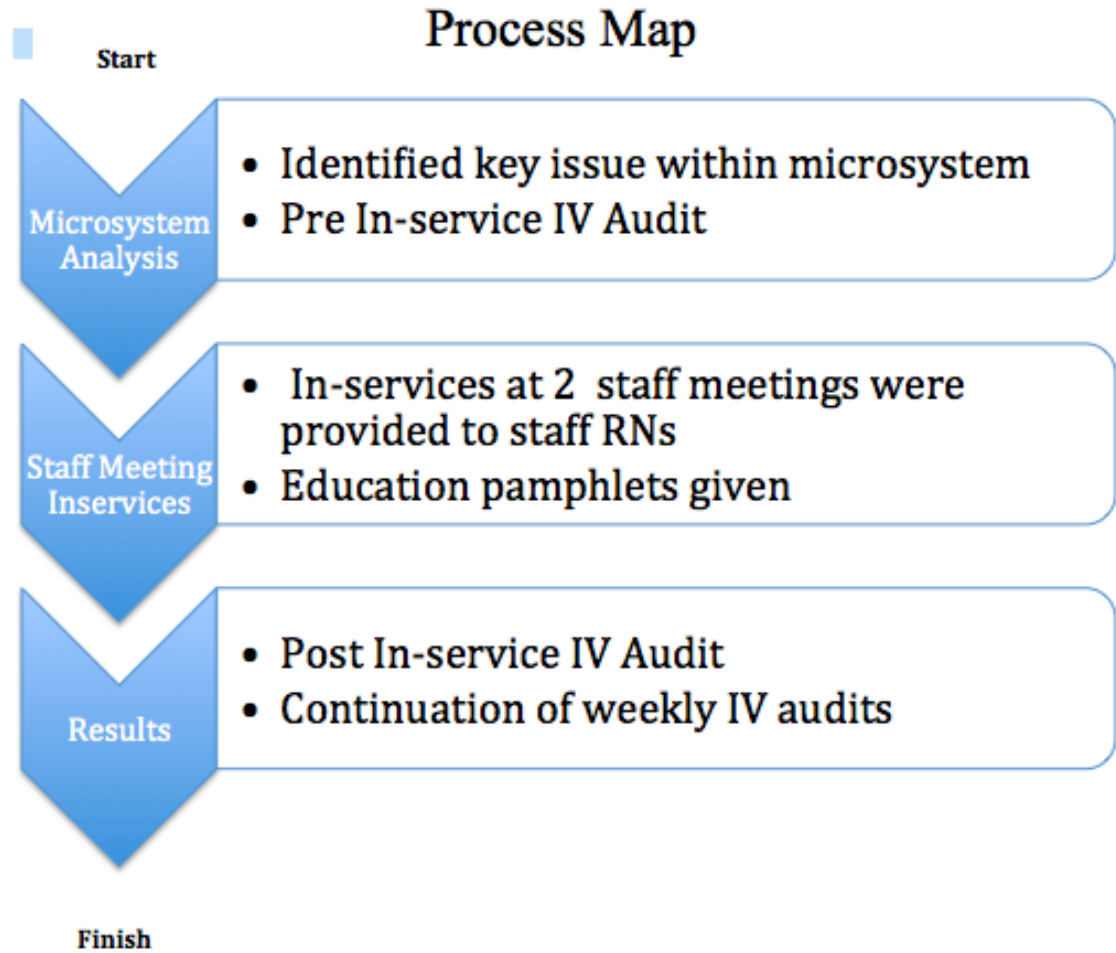 Process Map
Start
Microsystem
Analysis
• Identified key issue within microsystem
• Pre In-service IV Audit
Staff Meeting
Inservices
• In-services at 2 staff meetings were
provided to staff RNs
• Education pamphlets given
Results
• Post In-service IV Audit
• Continuation of weekly IV audits
Finish